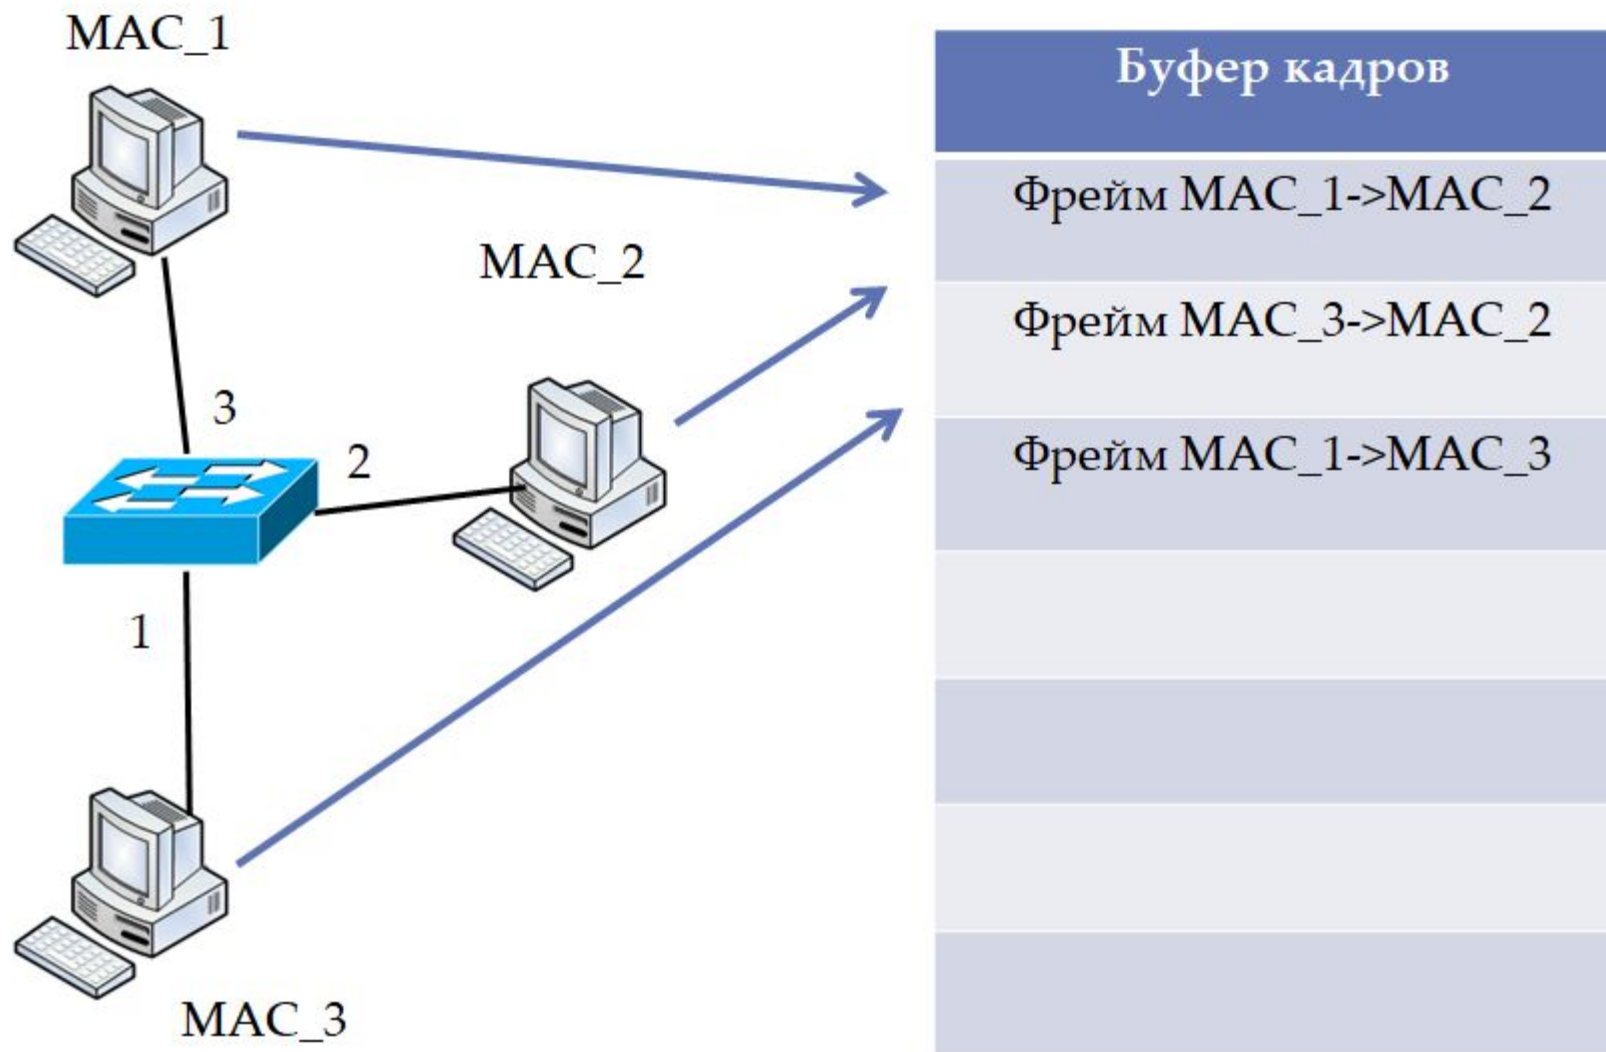 MAC_1
MAC_2
3
2
1
MAC_3
Буфер кадров
Фрейм MAC_1->MAC_2
Фрейм MAC_3->MAC_2
Фрейм MAC_1->MAC_3